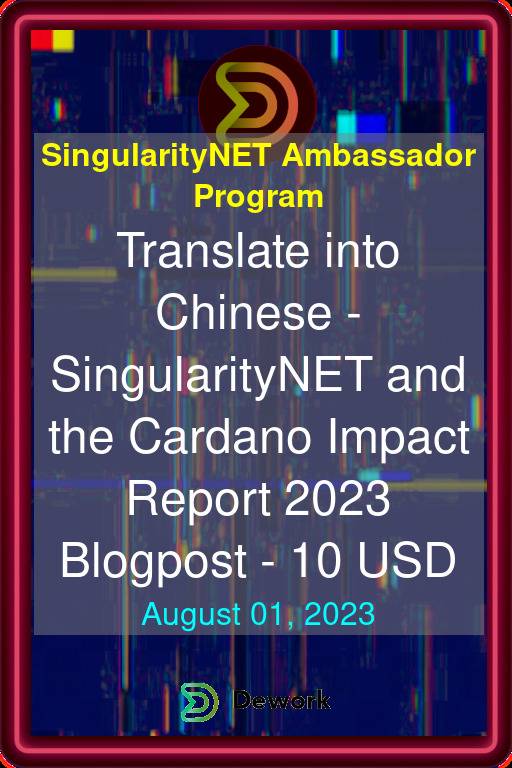 SingularityNET Ambassador
Program
Translate into
Chinese -
SingularityNET and
the Cardano Impact
Report 2023
Blogpost - 10 USD
August 01, 2023
Dework